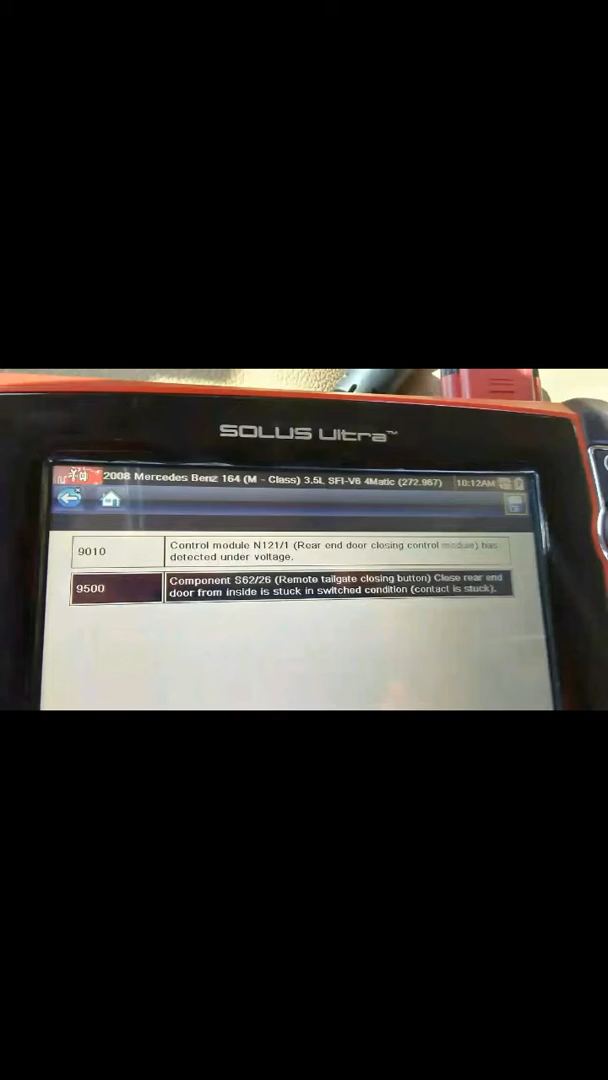 SOLUS Ultra™
2008 Mercedes Benz 164 (M - Class) 3.5L SFI-V6 4Matic (272.967) 10:12AM
9010 Control module N121/1 (Rear end door closing control module) has
detected under voltage.
9500 Component S62/26 (Remote tailgate closing button) Close rear end
door from inside is stuck in switched condition (contact is stuck).